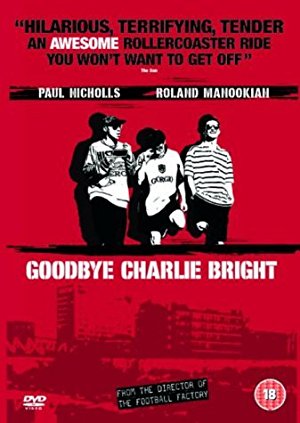 “HILARIOUS, TERRIFYING, TENDER
AN AWESOME ROLLERCOASTER RIDE
YOU WON'T WANT TO GET OFF”
The Sun
PAUL NICHOLLS ROLAND MANOOKIAN
GOODBYE CHARLIE BRIGHT
DVD
VIDEO
FROM THE DIRECTOR OF
THE FOOTBALL FACTORY
18